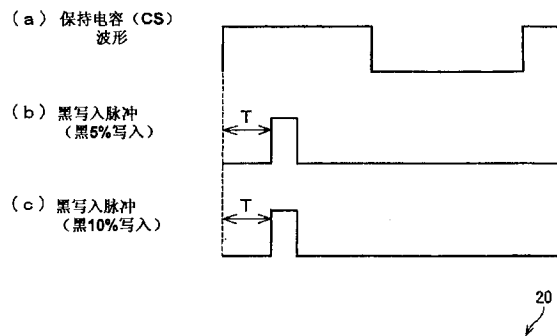 (a) 保持电容（CS）
波形
(b) 黑写入脉冲
（黑5%写入）
T
(c) 黑写入脉冲
（黑10%写入）
T
20